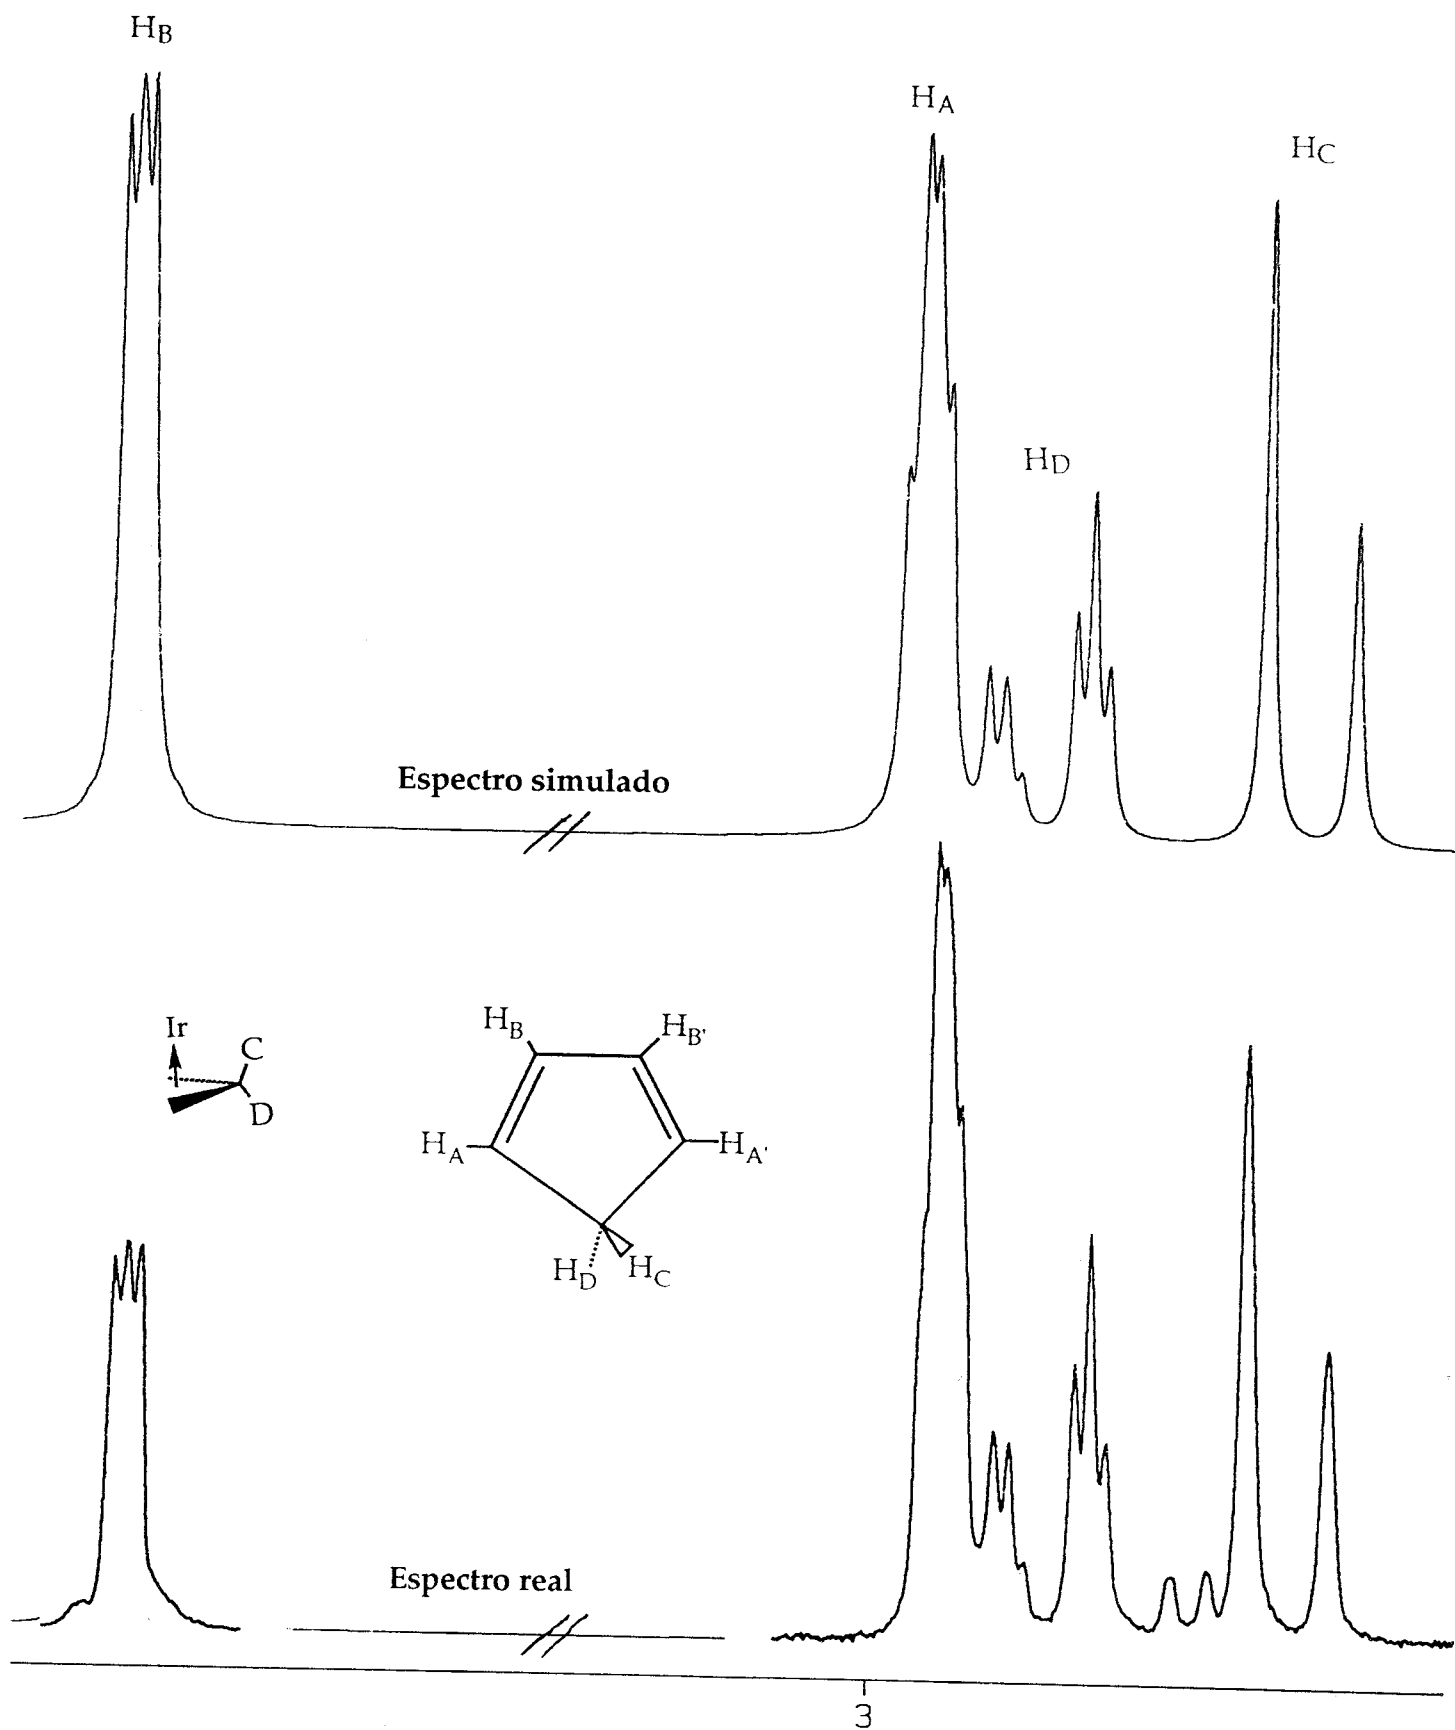 HB
HA
HC
HD
Espectro simulado
HB
HB'
Ir
C
D
HA
HA'
HD
HC
Espectro real
3